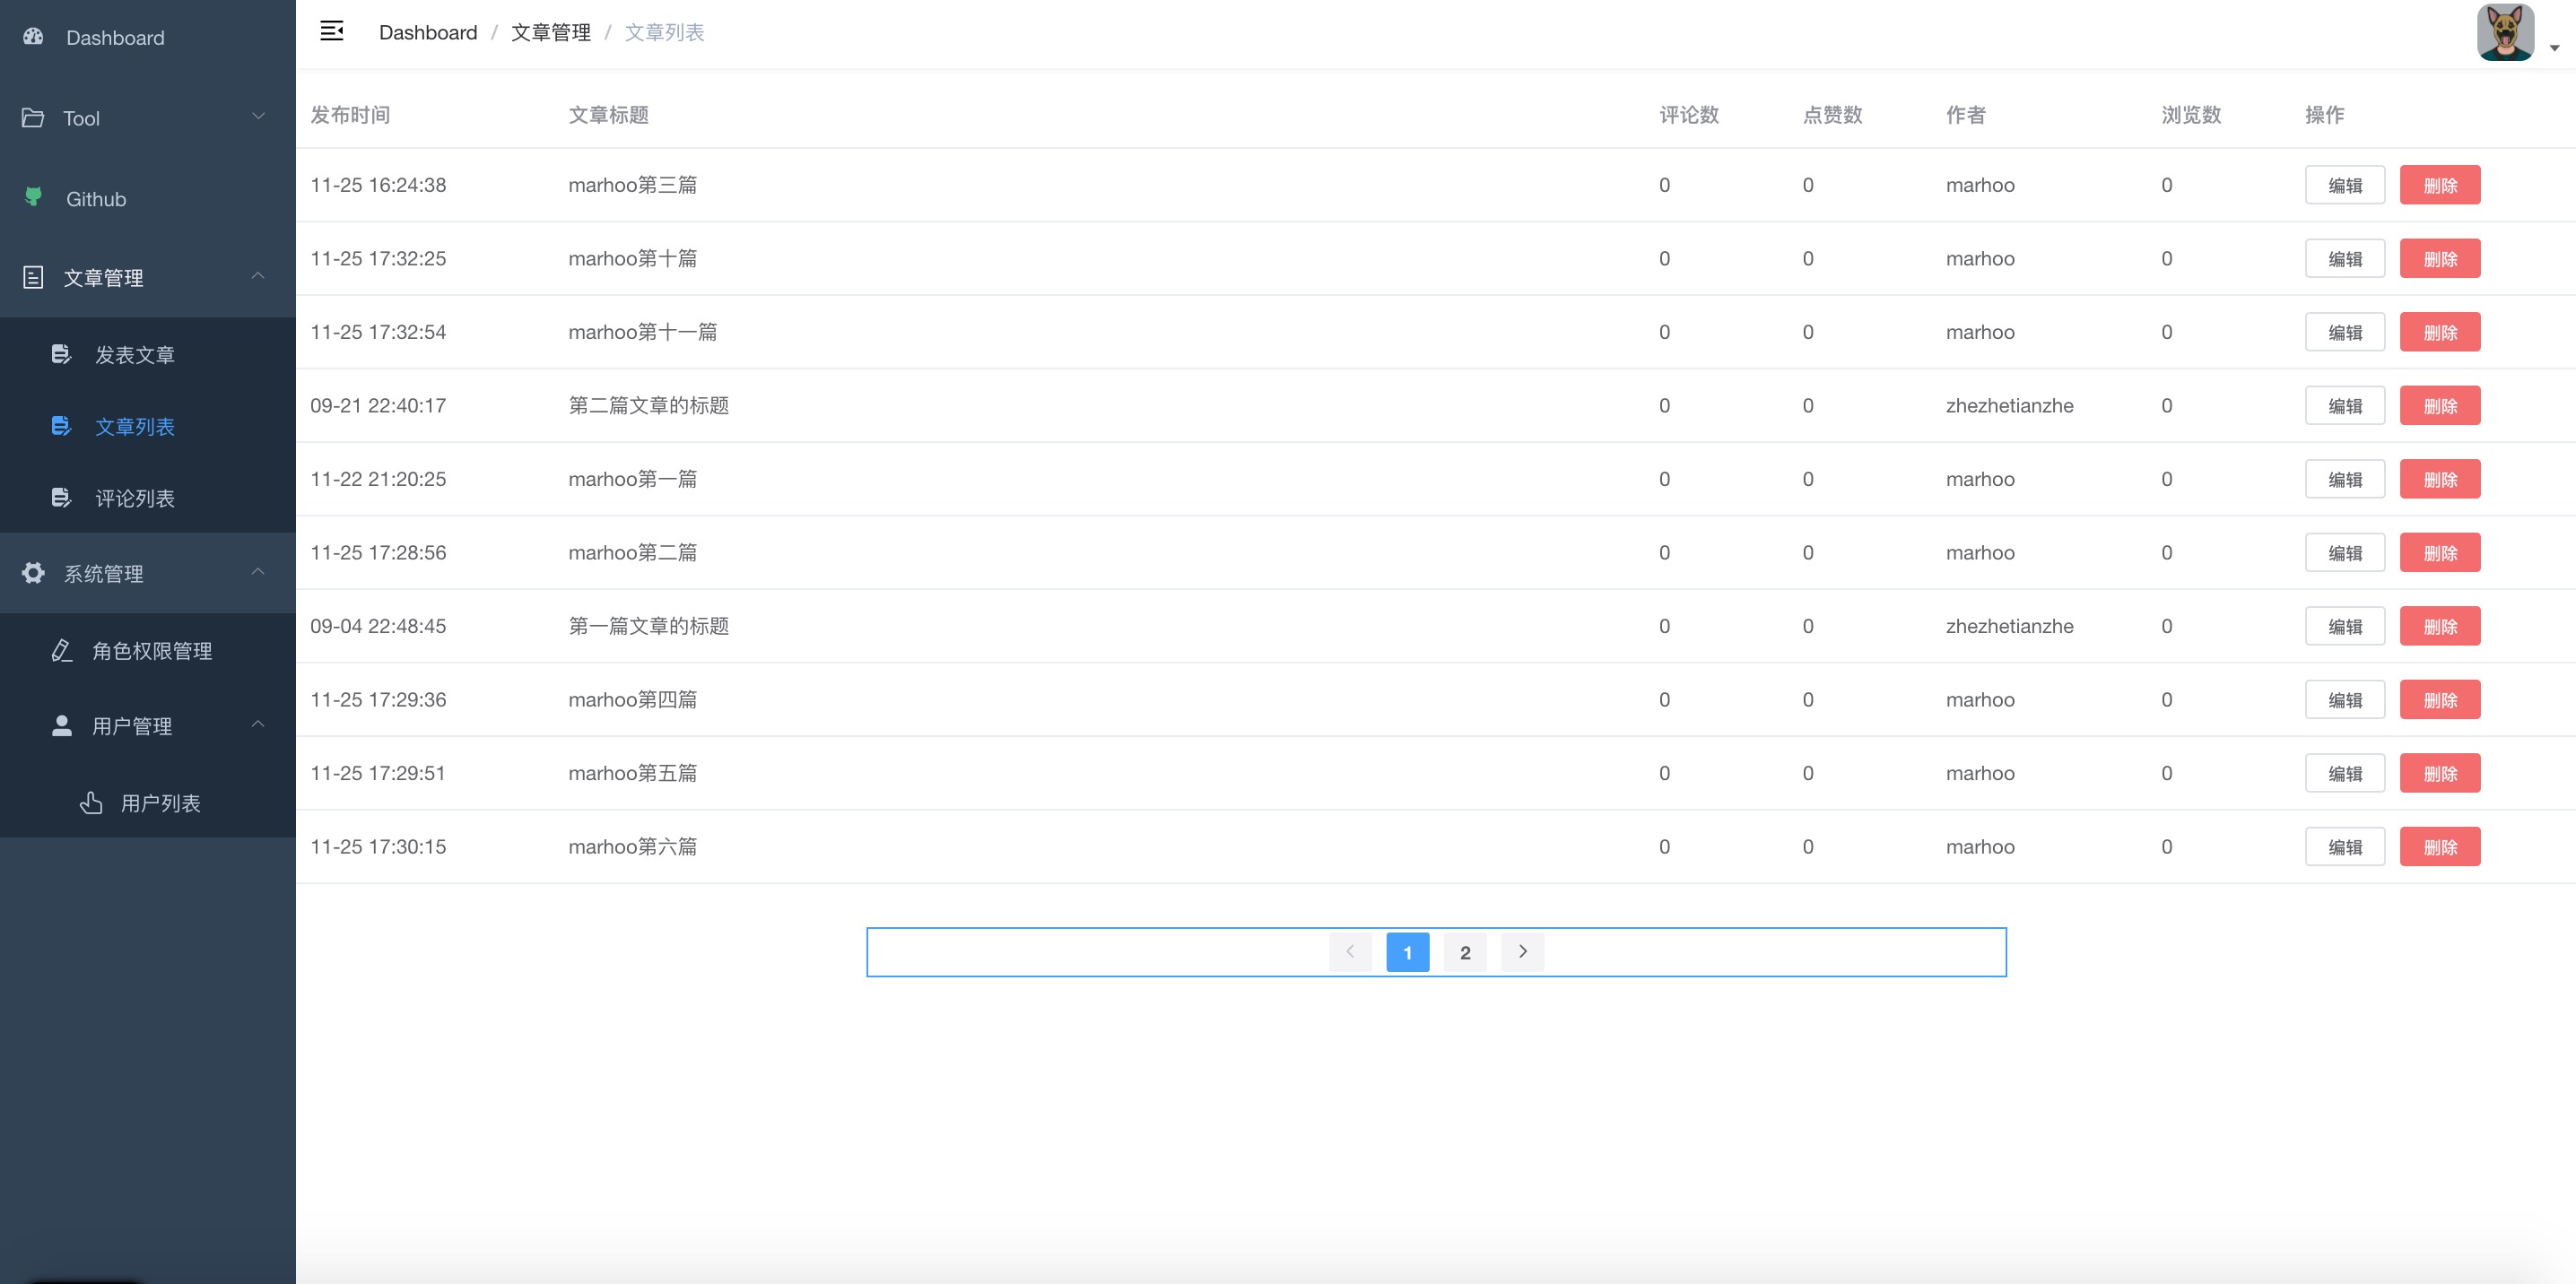 Dashboard
Tool
Github
文章管理
发表文章
文章列表
评论列表
系统管理
角色权限管理
用户管理
用户列表
Dashboard / 文章管理 / 文章列表
发布时间 文章标题 评论数 点赞数 作者 浏览数 操作
11-25 16:24:38 marhoo第三篇 0 0 marhoo 0 编辑 删除
11-25 17:32:25 marhoo第十篇 0 0 marhoo 0 编辑 删除
11-25 17:32:54 marhoo第十一篇 0 0 marhoo 0 编辑 删除
09-21 22:40:17 第二篇文章的标题 0 0 zhezhetianzhe 0 编辑 删除
11-22 21:20:25 marhoo第一篇 0 0 marhoo 0 编辑 删除
11-25 17:28:56 marhoo第二篇 0 0 marhoo 0 编辑 删除
09-04 22:48:45 第一篇文章的标题 0 0 zhezhetianzhe 0 编辑 删除
11-25 17:29:36 marhoo第四篇 0 0 marhoo 0 编辑 删除
11-25 17:29:51 marhoo第五篇 0 0 marhoo 0 编辑 删除
11-25 17:30:15 marhoo第六篇 0 0 marhoo 0 编辑 删除
1 2